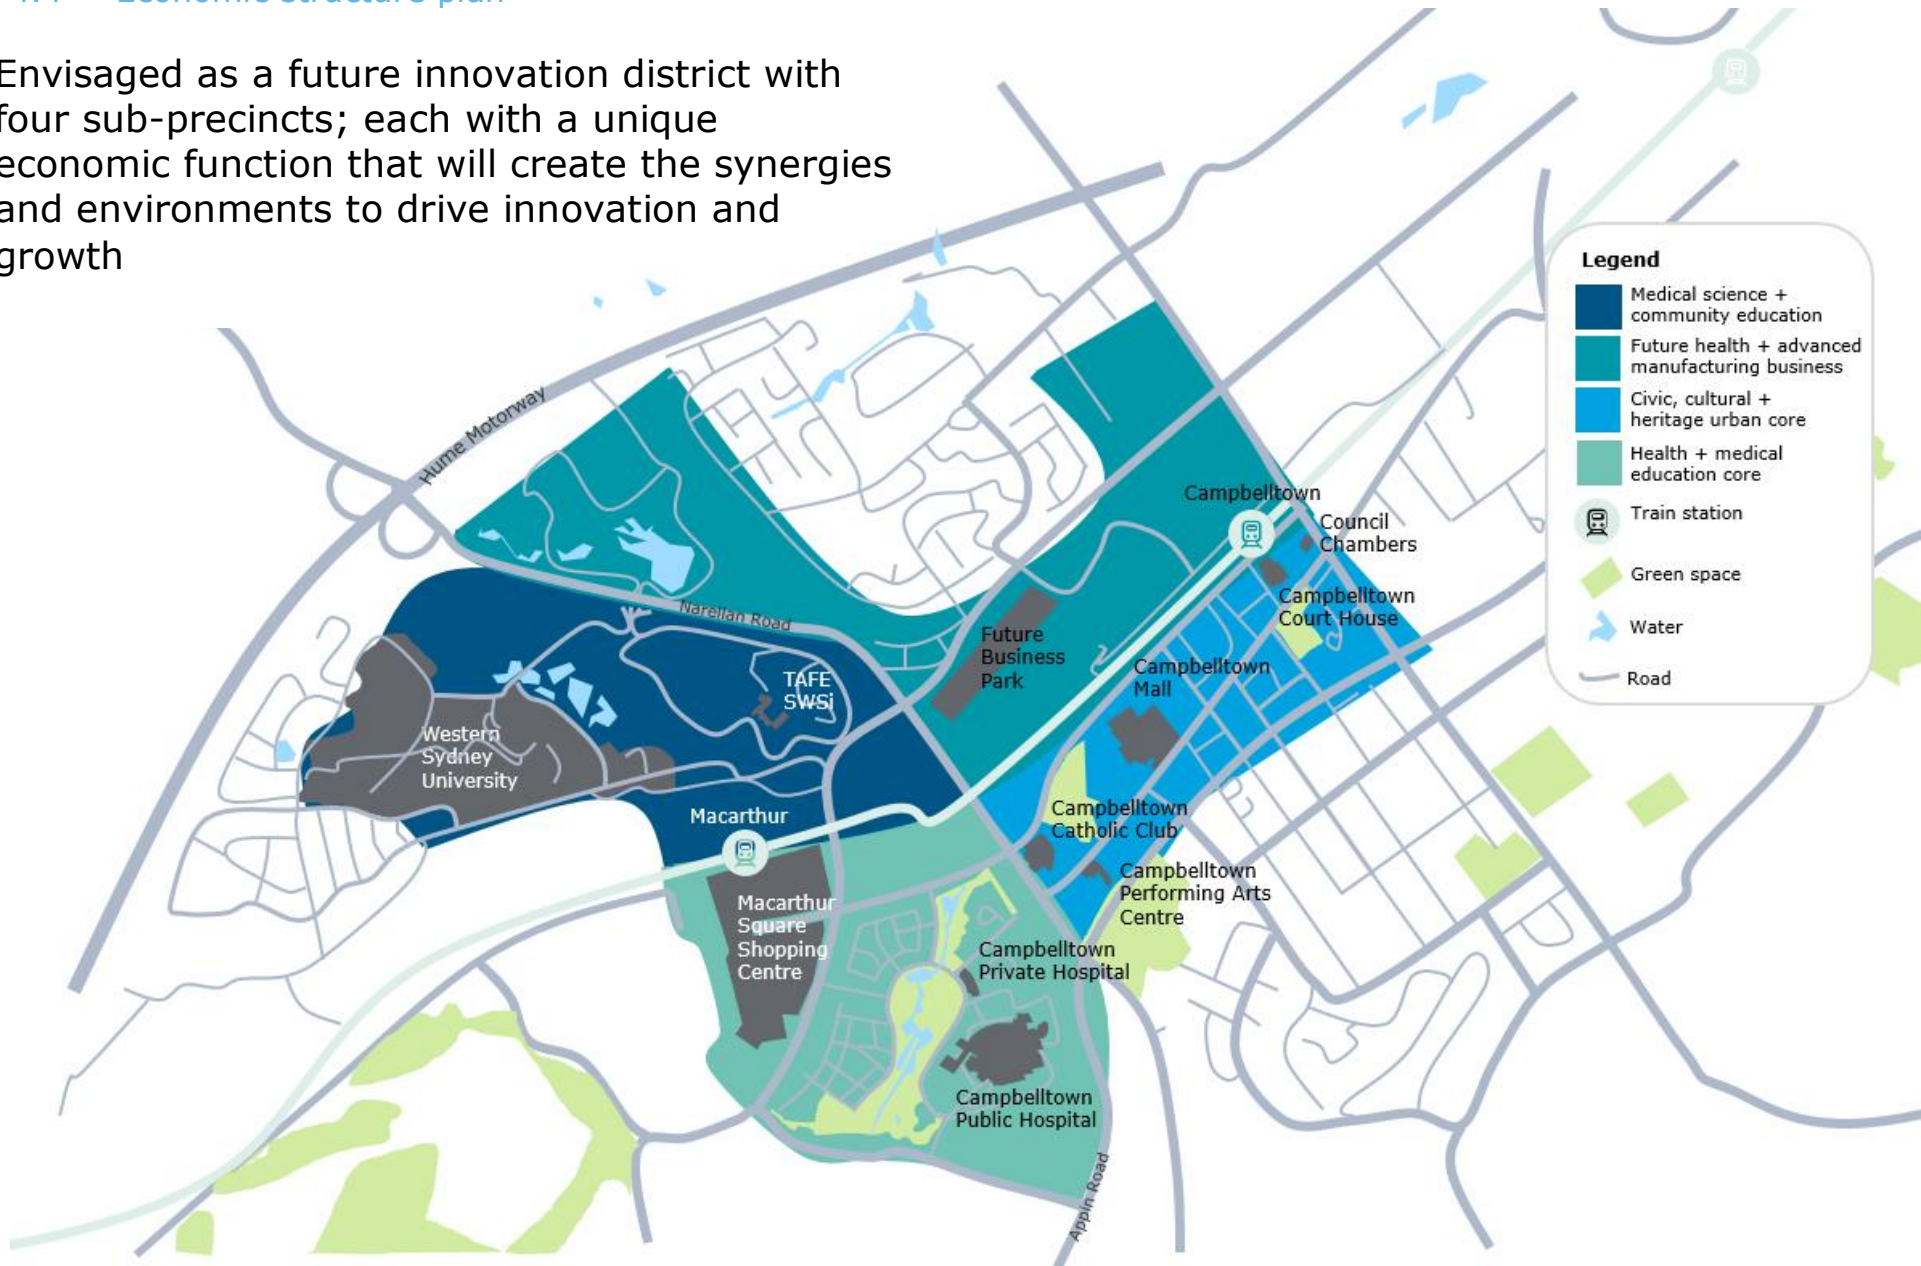 Economic structure plan
Envisaged as a future innovation district with
four sub-precincts; each with a unique
economic function that will create the synergies
and environments to drive innovation and
growth
Legend
Medical science +
community education
Future health + advanced
manufacturing business
Civic, cultural +
heritage urban core
Health + medical
education core
Train station
Green space
Water
Road
Hume Motorway
Narellan Road
Campbelltown
Council
Chambers
Campbelltown
Court House
Future
Business
Park
Campbelltown
Mall
TAFE
SWSi
Western
Sydney
University
Macarthur
Campbelltown
Catholic Club
Campbelltown
Performing Arts
Centre
Macarthur
Square
Shopping
Centre
Campbelltown
Private Hospital
Campbelltown
Public Hospital
Appin Road